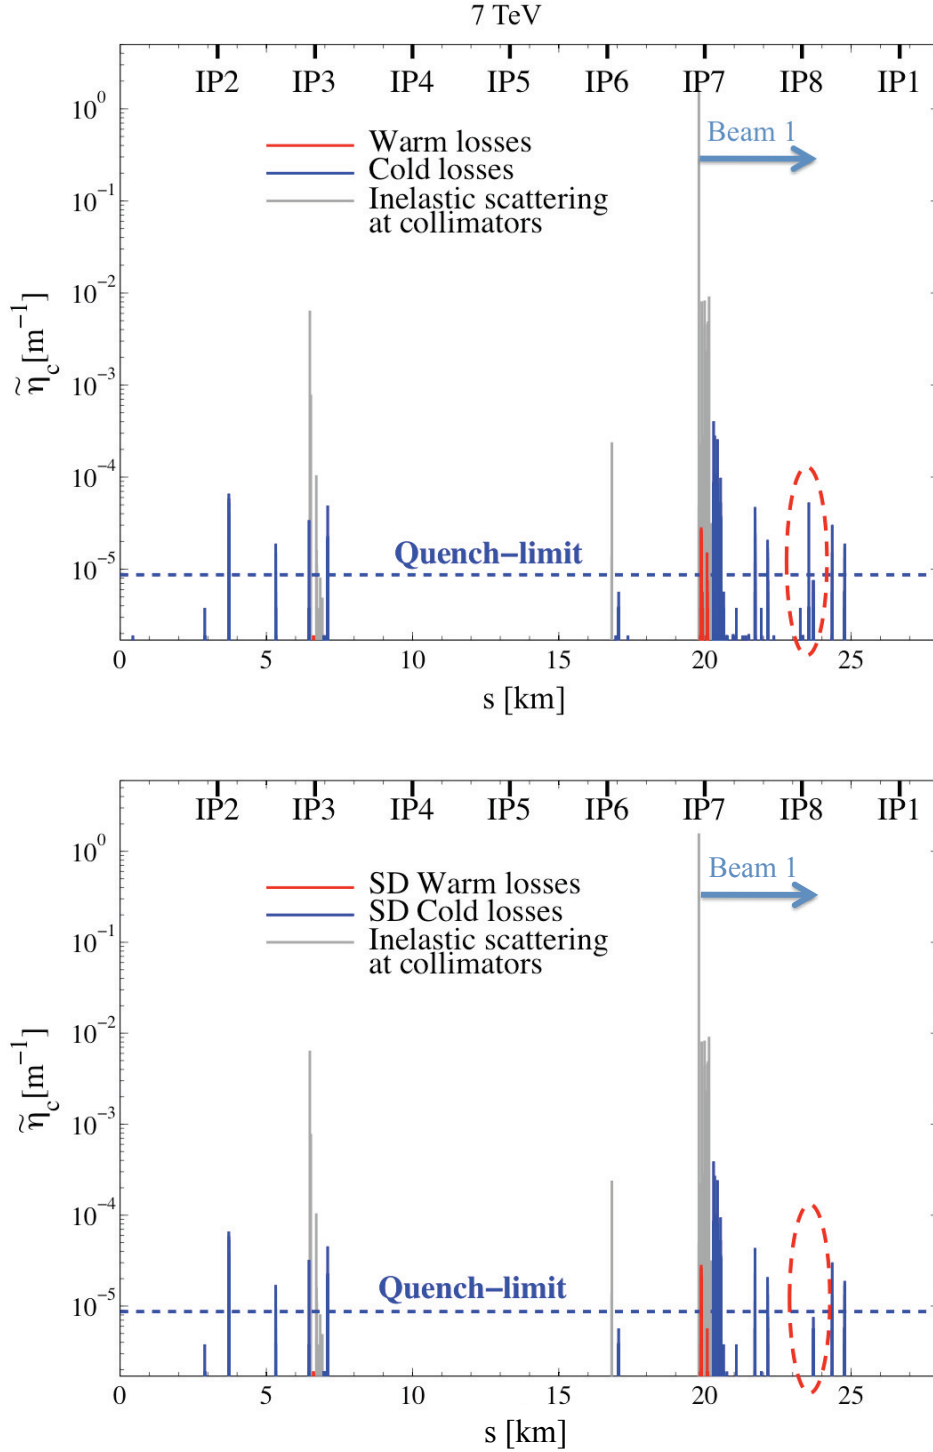 7 TeV
IP2 IP3 IP4 IP5 IP6 IP7 IP8 IP1
10⁰
Beam 1
Warm losses
Cold losses
10⁻¹
Inelastic scattering
at collimators
10⁻²
η̃c[m⁻¹]
10⁻³
10⁻⁴
Quench−limit
10⁻⁵
0 5 10 15 20 25
s [km]
IP2 IP3 IP4 IP5 IP6 IP7 IP8 IP1
10⁰
Beam 1
SD Warm losses
SD Cold losses
10⁻¹
Inelastic scattering
at collimators
10⁻²
η̃c[m⁻¹]
10⁻³
10⁻⁴
Quench−limit
10⁻⁵
0 5 10 15 20 25
s [km]